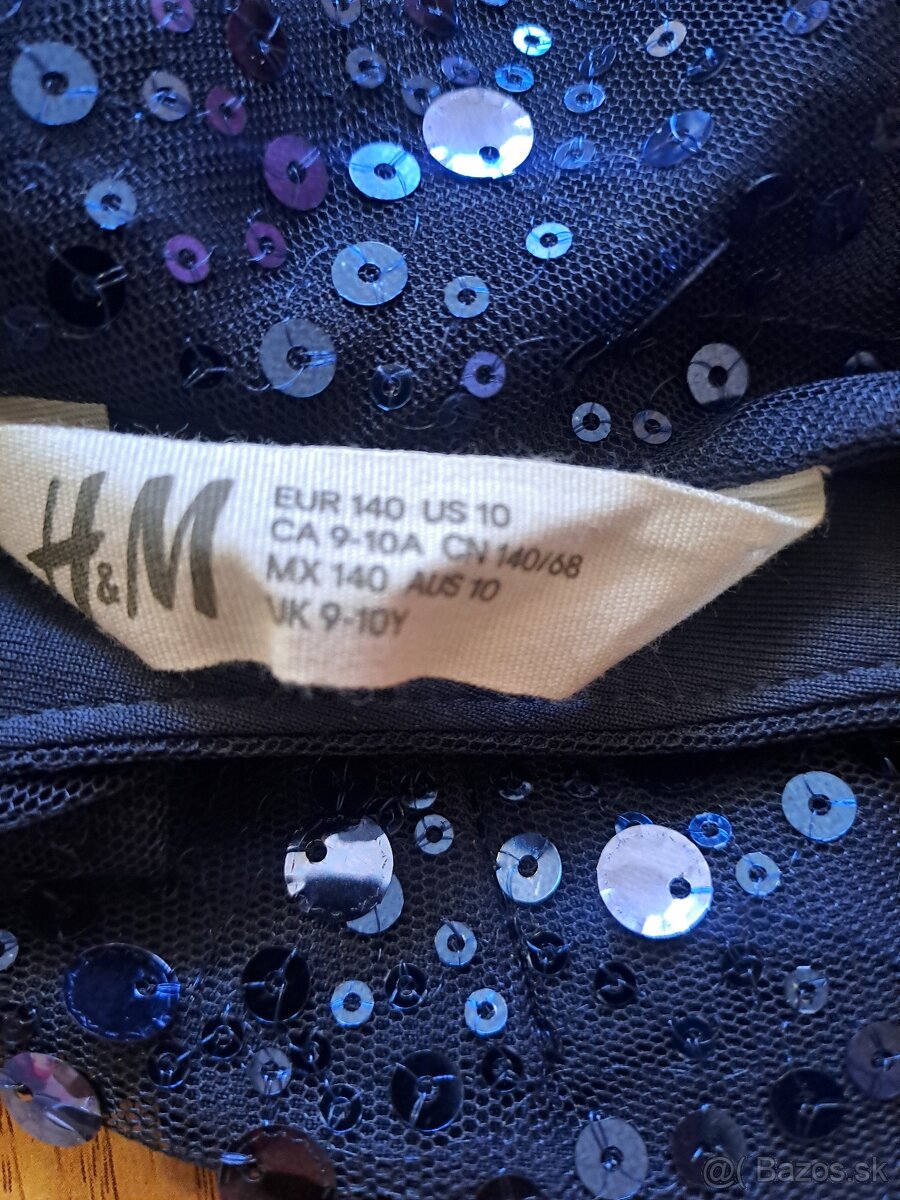 H&M
EUR 140 US 10
CA 9-10A CN 140/68
MX 140 AUS 10
UK 9-10Y
@( Bazos.sk